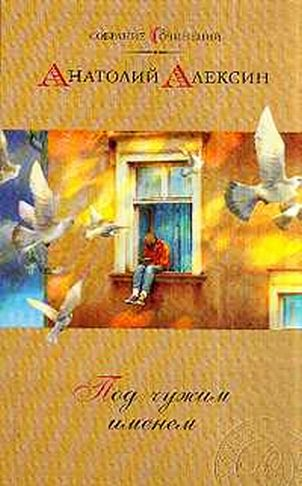 Собрание Сочинений
Анатолий Алексин
Под чужим
именем